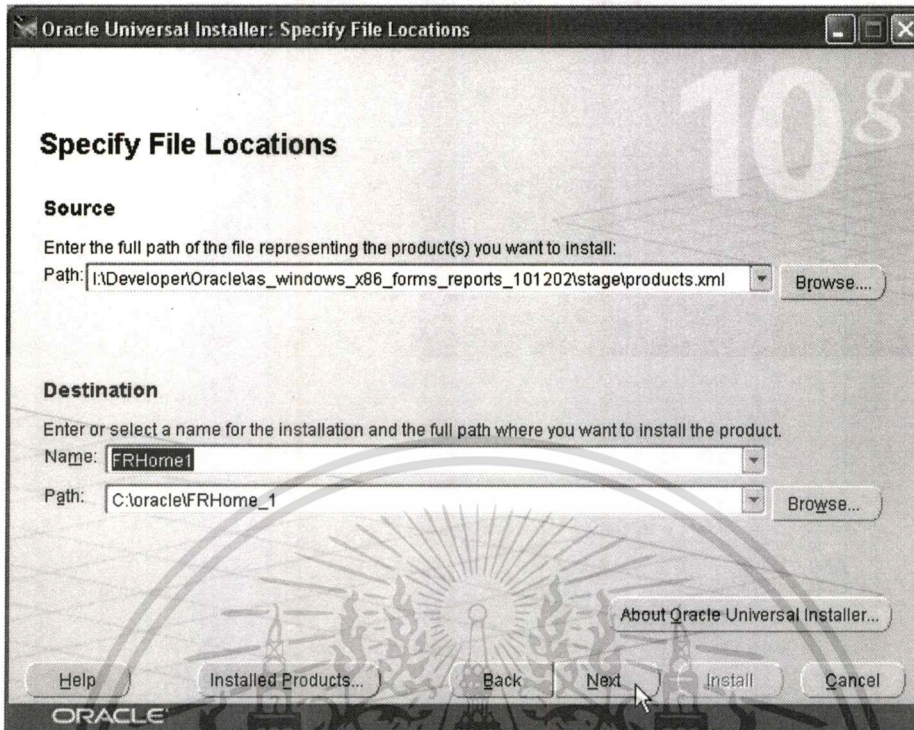 Oracle Universal Installer: Specify File Locations
10g
Specify File Locations
Source
Enter the full path of the file representing the product(s) you want to install:
Path: I:\Developer\Oracle\as_windows_x86_forms_reports_101202\stage\products.xml Browse....
Destination
Enter or select a name for the installation and the full path where you want to install the product.
Name: FRHome1
Path: C:\oracle\FRHome_1 Browse...
About Oracle Universal Installer...
Help Installed Products... Back Next Install Cancel
ORACLE